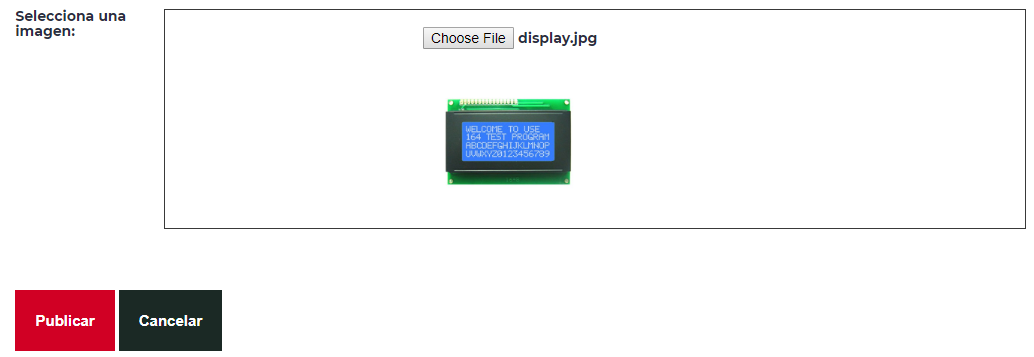 Selecciona una
imagen:
Choose File display.jpg
WELCOME TO USE
164 TEST PROGRAM
ABCDEFGHIJKLMNOP
UVWXYZ0123456789
Publicar
Cancelar